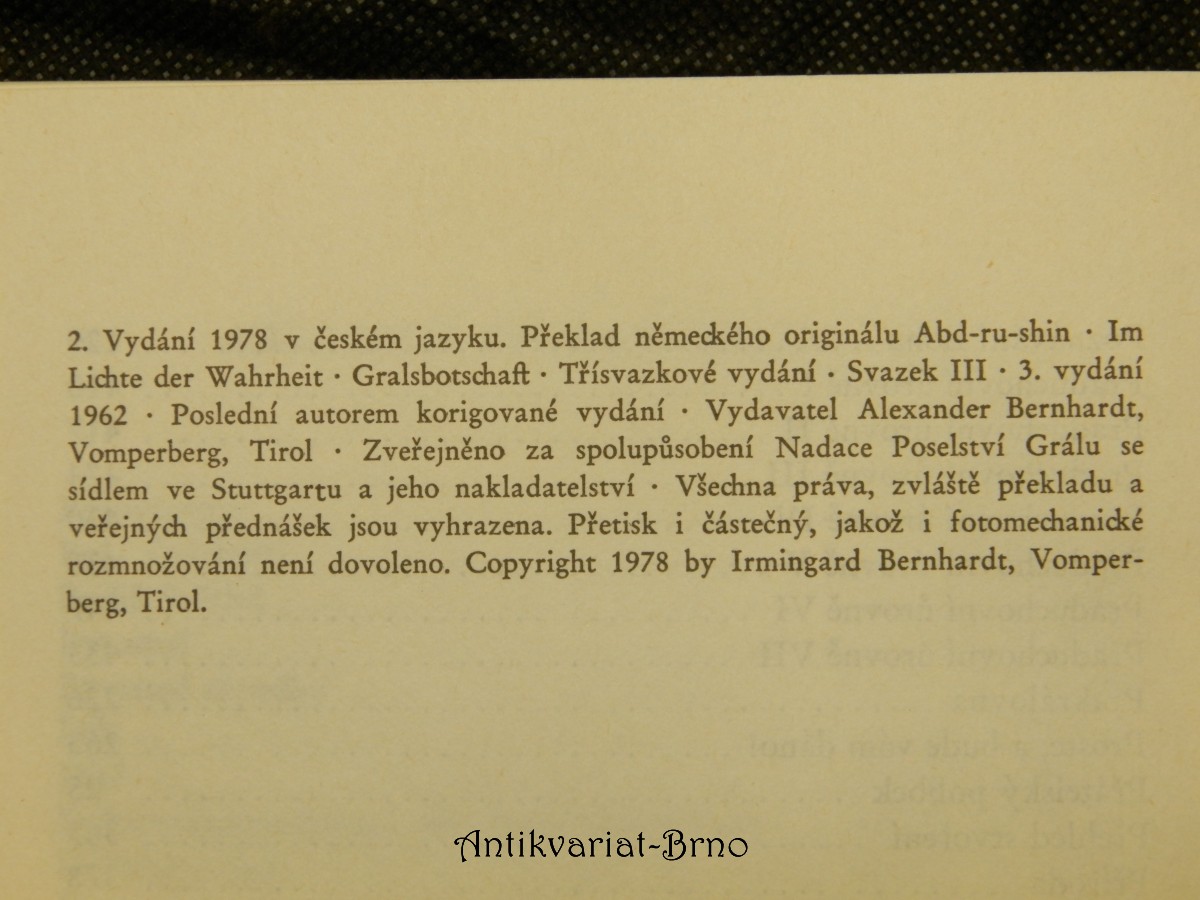 2. Vydání 1978 v českém jazyku. Překlad německého originálu Abd-ru-shin · Im
Lichte der Wahrheit · Gralsbotschaft · Třísvazkové vydání · Svazek III · 3. vydání
1962 · Poslední autorem korigované vydání · Vydavatel Alexander Bernhardt,
Vomperberg, Tirol · Zveřejněno za spolupůsobení Nadace Poselství Grálu se
sídlem ve Stuttgartu a jeho nakladatelství · Všechna práva, zvláště překladu a
veřejných přednášek jsou vyhrazena. Přetisk i částečný, jakož i fotomechanické
rozmnožování není dovoleno. Copyright 1978 by Irmingard Bernhardt, Vomper-
berg, Tirol.
Antikvariat-Brno